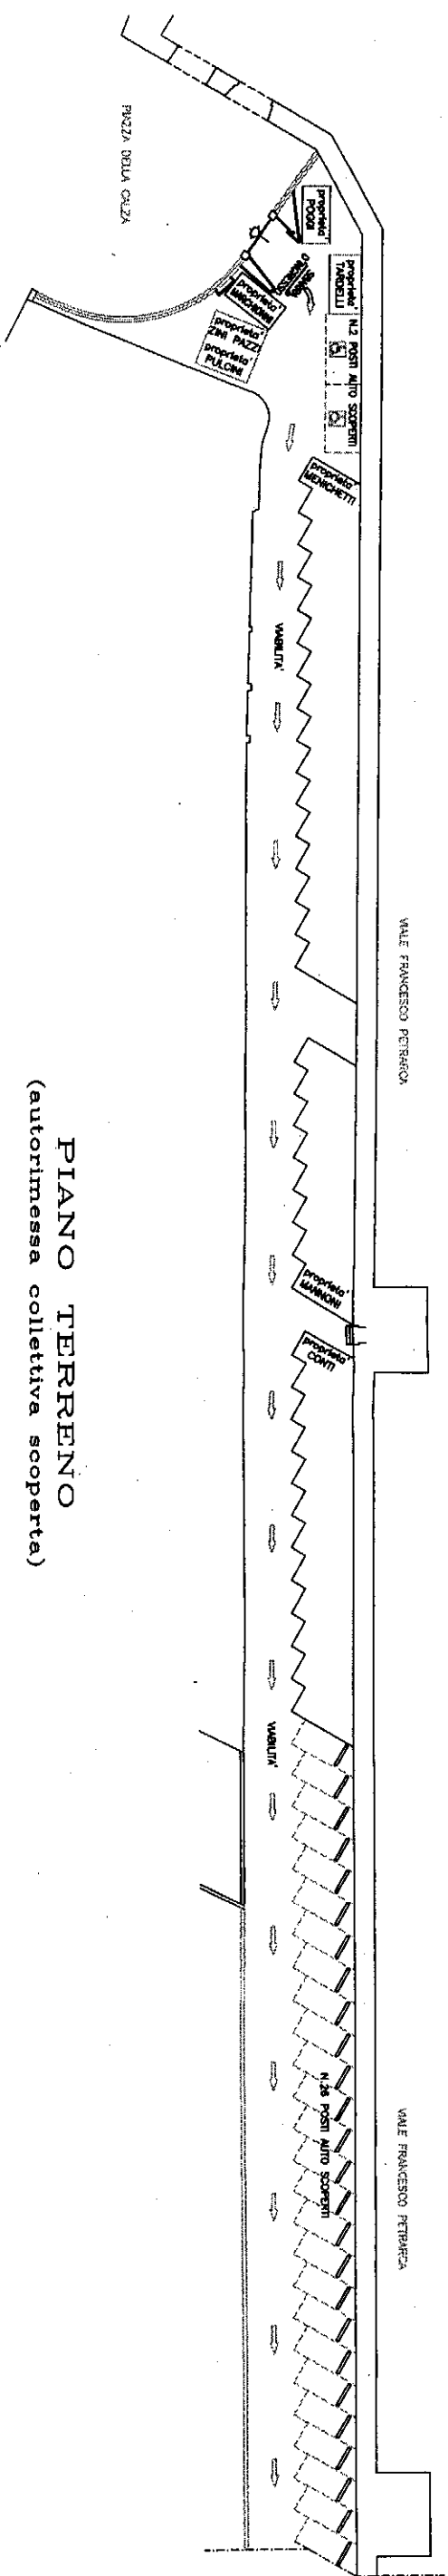 PIAZZA DELLA CALZA
proprieta'
POGGI
proprieta'
TARDELLI
N.2 POSTI AUTO SCOPERTI
proprieta'
MARCHIONNI
proprieta'
ZINI PAZZI
proprieta'
PULCINI
proprieta'
MENICHETTI
VIABILITA'
VIALE FRANCESCO PETRARCA
proprieta'
MANNONI
proprieta'
CONTI
VIABILITA'
N.26 POSTI AUTO SCOPERTI
VIALE FRANCESCO PETRARCA
PIANO TERRENO
(autorimessa collettiva scoperta)